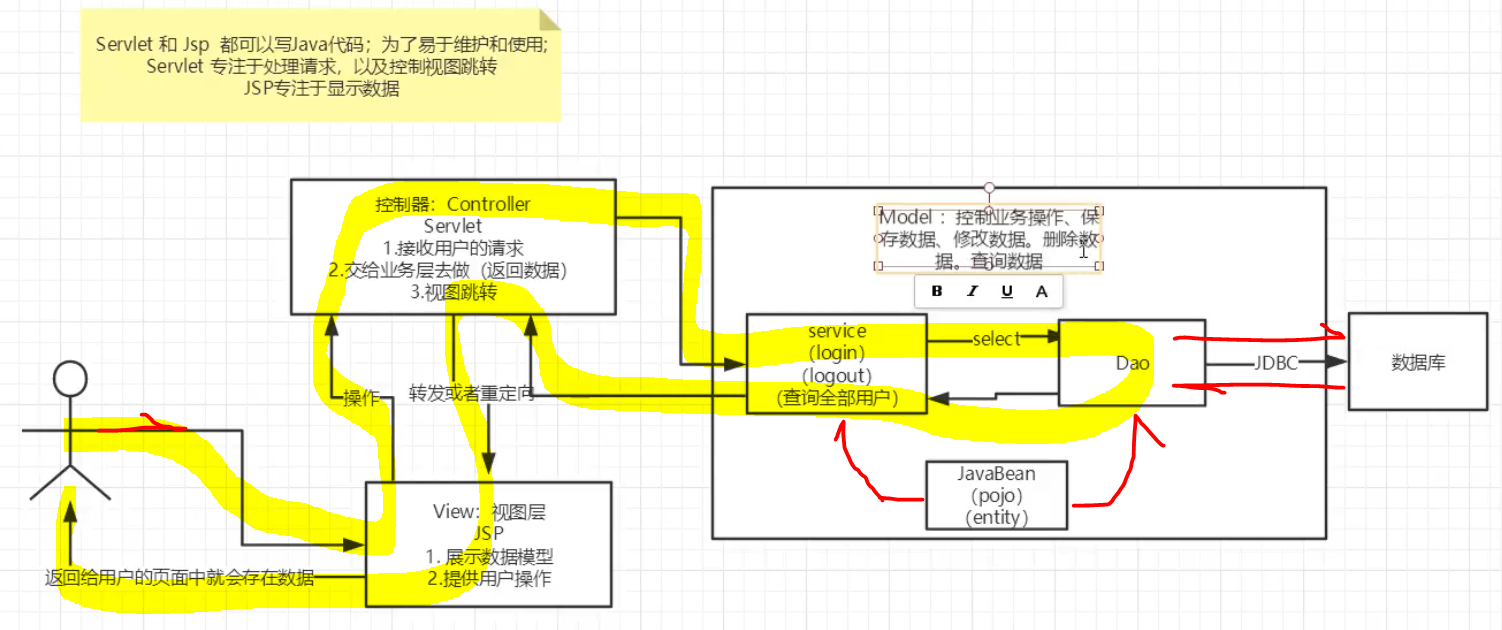 Servlet 和 Jsp 都可以写Java代码；为了易于维护和使用;
Servlet 专注于处理请求，以及控制视图跳转
JSP专注于显示数据
控制器：Controller
Servlet
1.接收用户的请求
2.交给业务层去做（返回数据）
3.视图跳转
Model ：控制业务操作、保
存数据、修改数据。删除数
据。查询数据
B I U A
service
（login）
（logout）
（查询全部用户）
select
Dao
JDBC
数据库
操作
转发或者重定向
JavaBean
（pojo）
（entity）
View：视图层
JSP
1. 展示数据模型
2.提供用户操作
返回给用户的页面中就会存在数据